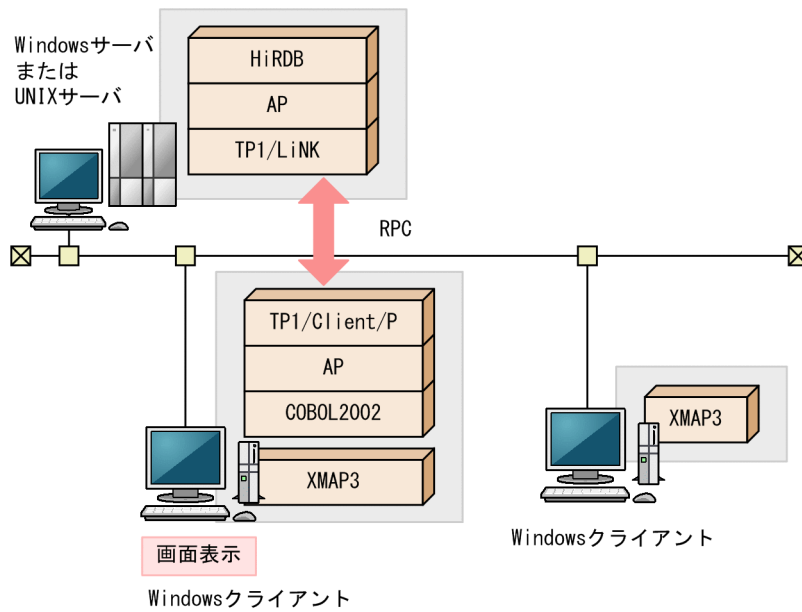 Windowsサーバ
または
UNIXサーバ
HiRDB
AP
TP1/LiNK
RPC
TP1/Client/P
AP
COBOL2002
XMAP3
画面表示
Windowsクライアント
XMAP3
Windowsクライアント